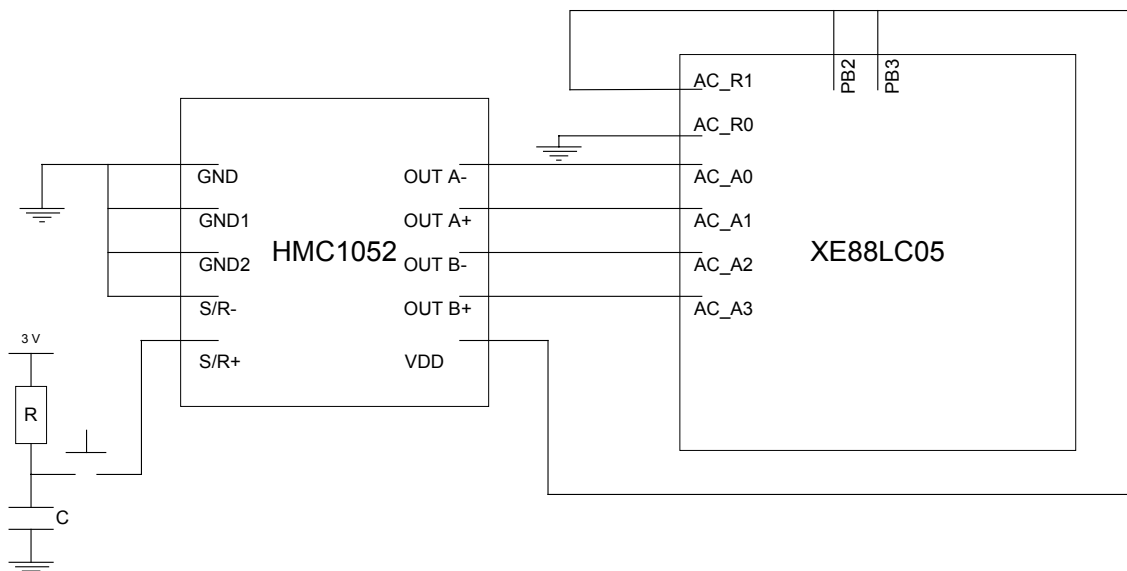 PB2
PB3
AC_R1
AC_R0
GND
OUT A-
AC_A0
GND1
OUT A+
AC_A1
HMC1052
XE88LC05
GND2
OUT B-
AC_A2
S/R-
OUT B+
AC_A3
3 V
S/R+
VDD
R
C